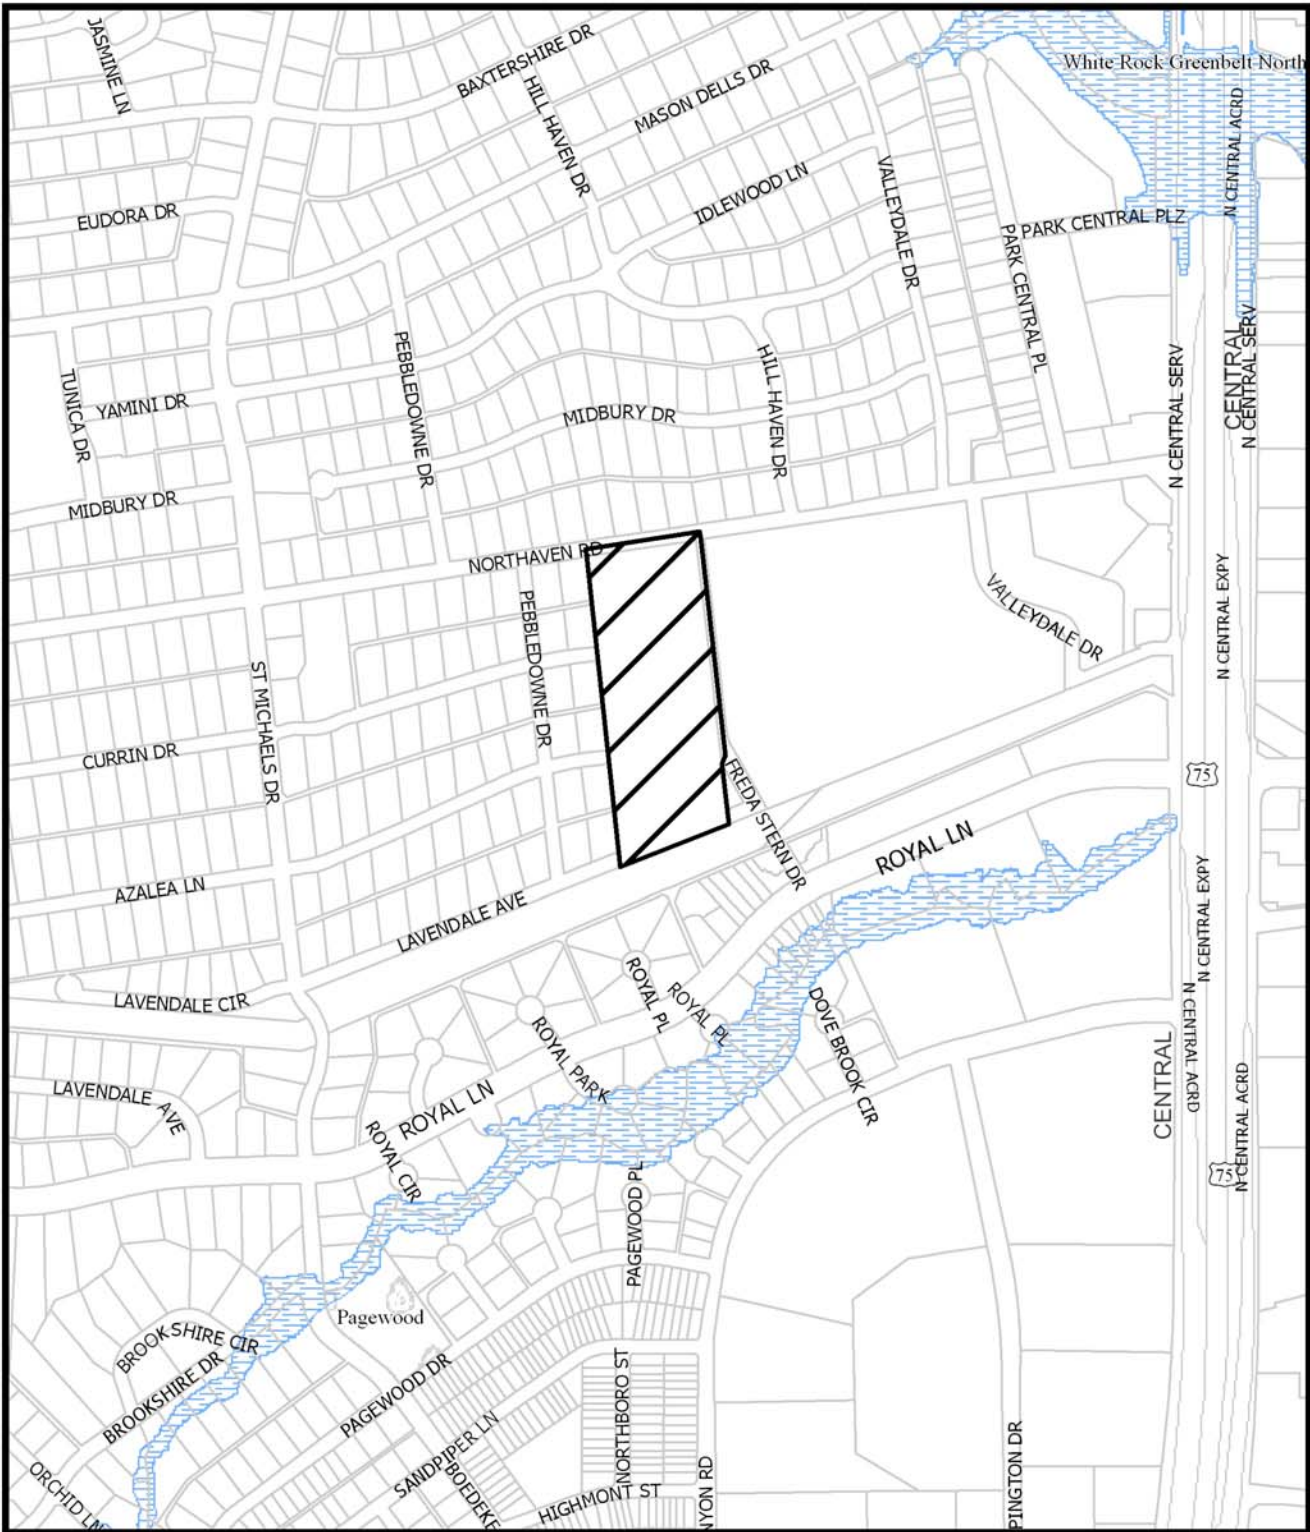 JASMINE LN
BAXTERSHIRE DR
White Rock Greenbelt North
HILL HAVEN DR
MASON DELLS DR
N CENTRAL ACRD
IDLEWOOD LN
VALLEYDALE DR
EUDORA DR
PARK CENTRAL PLZ
PARK CENTRAL PL
CENTRAL
N CENTRAL SERV
N CENTRAL SERV
PEBBLEDOWNE DR
HILL HAVEN DR
TUNICA DR
YAMINI DR
MIDBURY DR
MIDBURY DR
NORTHAVEN RD
N CENTRAL EXPY
VALLEYDALE DR
PEBBLEDOWNE DR
ST MICHAELS DR
CURRIN DR
75
FREDA STERN DR
ROYAL LN
AZALEA LN
N CENTRAL EXPY
LAVENDALE AVE
LAVENDALE CIR
ROYAL PL
ROYAL PL
DOVE BROOK CIR
N CENTRAL ACRD
ROYAL PARK
CENTRAL
LAVENDALE AVE
ROYAL LN
N CENTRAL ACRD
ROYAL CIR
75
PAGEWOOD PL
Pagewood
BROOKSHIRE CIR
BROOKSHIRE DR
PAGEWOOD DR
NORTHBORO ST
SANDPIPER LN
PINGTON DR
ORCHID LN
BOEDEKE
HIGHMONT ST
NYON RD